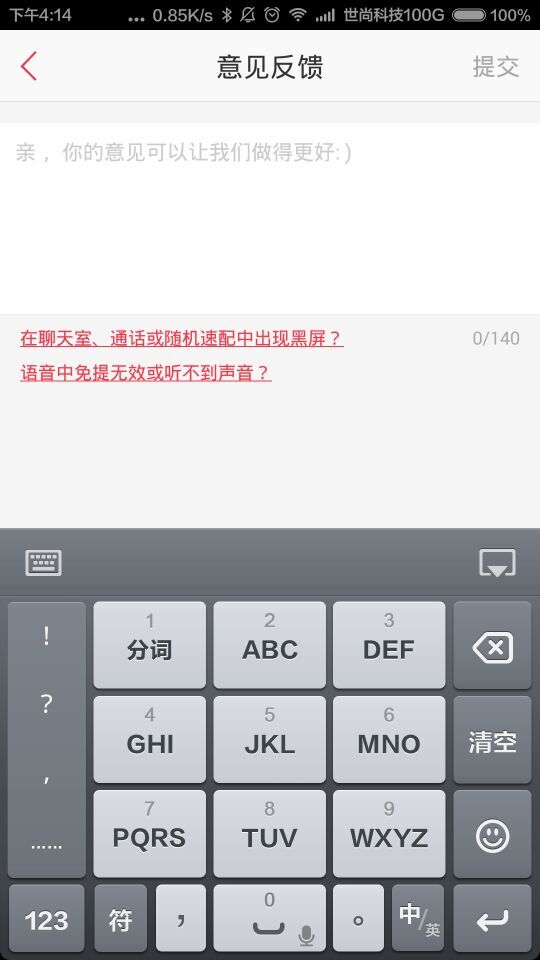 下午4:14 ... 0.85K/s 世尚科技100G 100%
意见反馈 提交
亲，你的意见可以让我们做得更好:)
在聊天室、通话或随机速配中出现黑屏？ 0/140
语音中免提无效或听不到声音？
! 1 2 3
分词 ABC DEF
? 4 5 6
GHI JKL MNO 清空
, 7 8 9
PQRS TUV WXYZ
......
123 符 ， 0 。 中/英